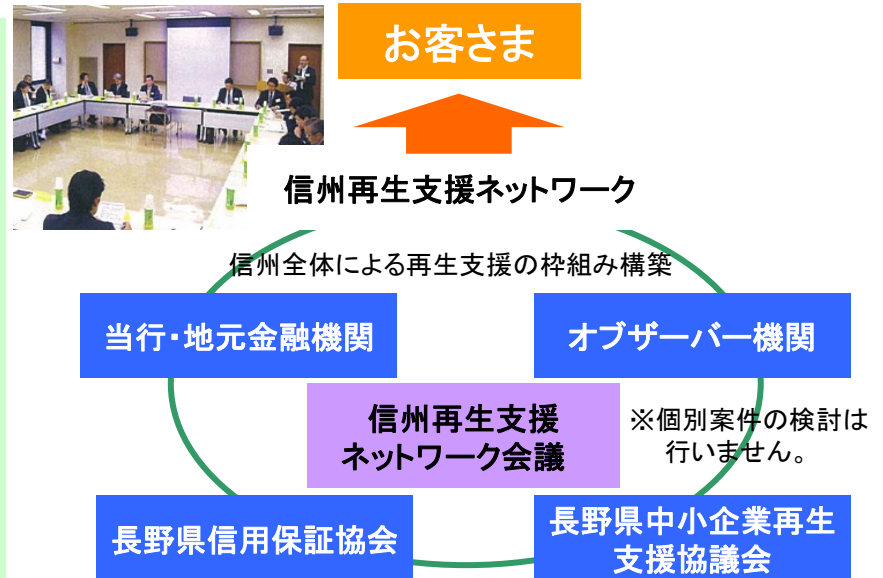 お客さま
信州再生支援ネットワーク
信州全体による再生支援の枠組み構築
当行・地元金融機関
オブザーバー機関
信州再生支援
ネットワーク会議
※個別案件の検討は
行いません。
長野県信用保証協会
長野県中小企業再生
支援協議会